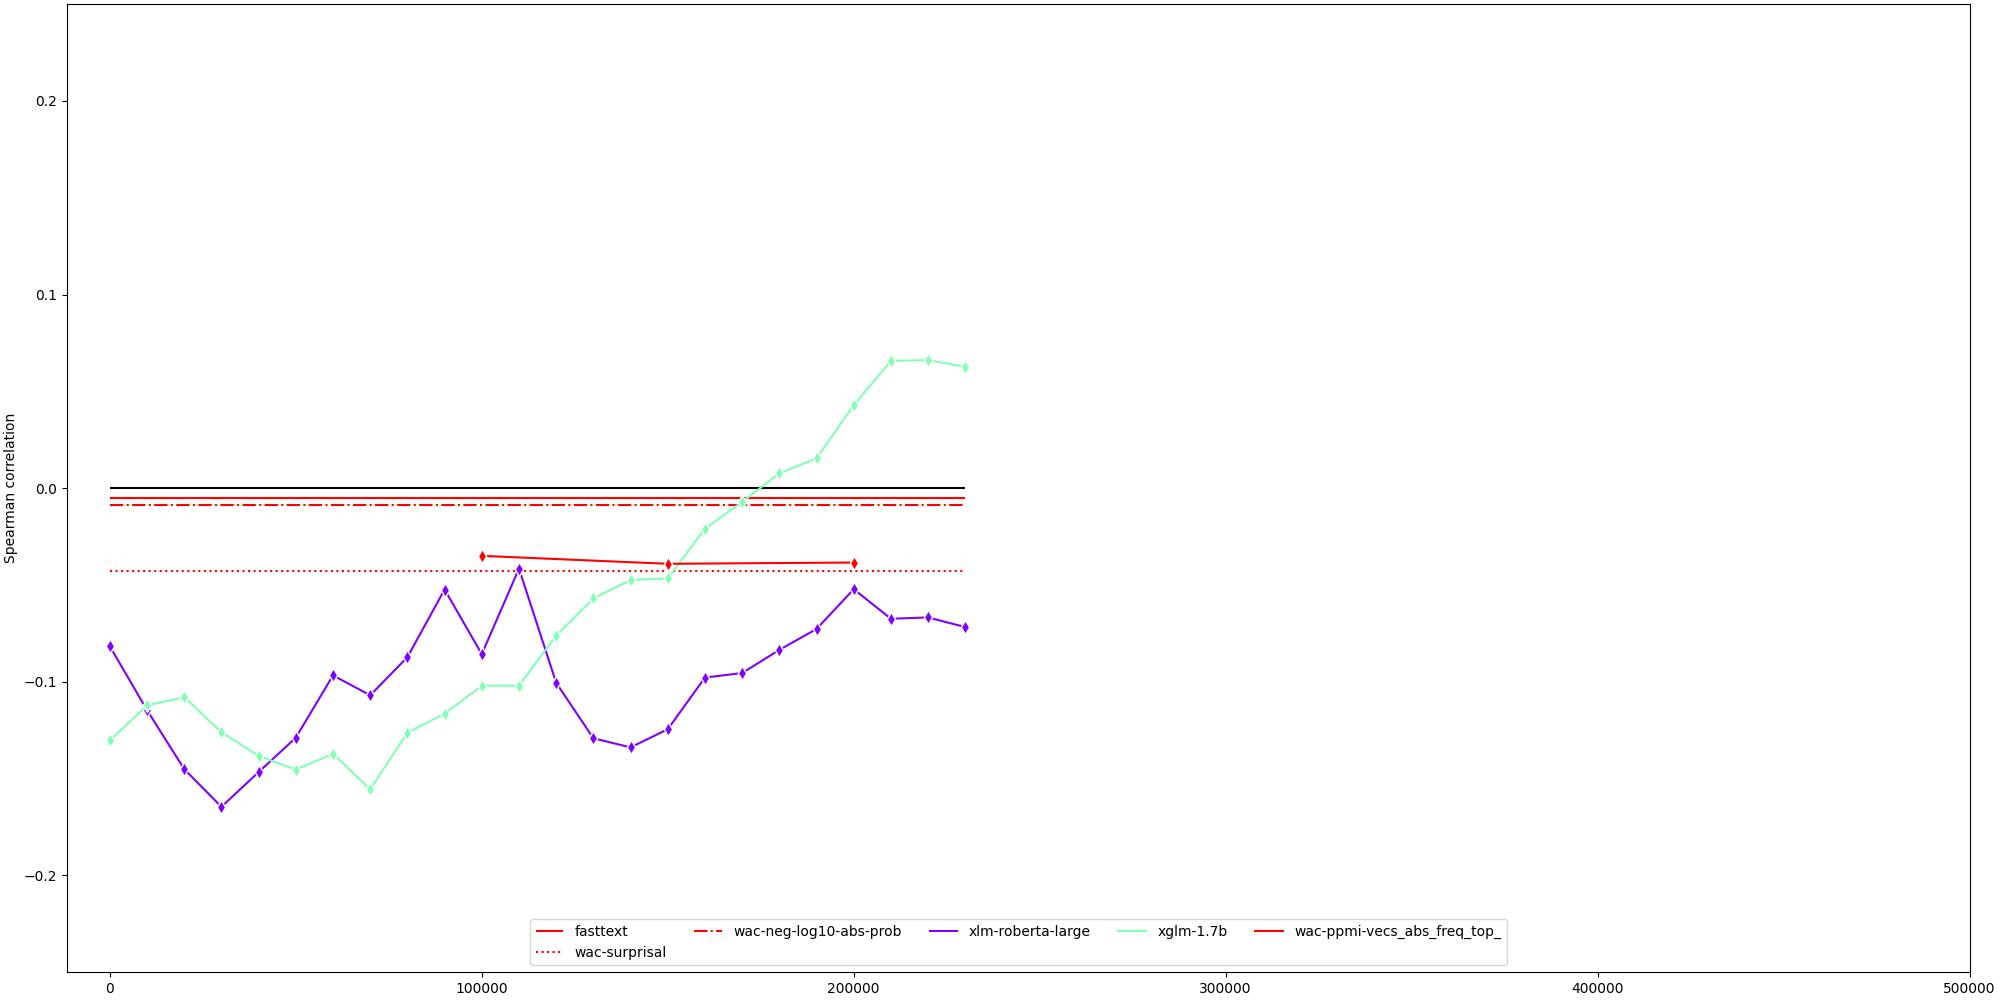 0.2
0.1
0.0
−0.1
−0.2
Spearman correlation
fasttext
wac-surprisal
wac-neg-log10-abs-prob
xlm-roberta-large
xglm-1.7b
wac-ppmi-vecs_abs_freq_top_
0 100000 200000 300000 400000 500000